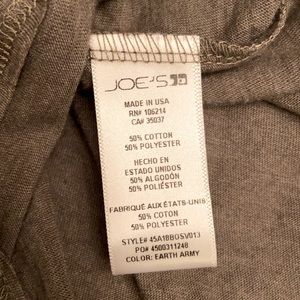 JOE'S
MADE IN USA
RN# 106214
CA# 35037
50% COTTON
50% POLYESTER
HECHO EN
ESTADO UNIDOS
50% ALGODÓN
50% POLIÉSTER
FABRIQUÉ AUX ÉTATS-UNIS
50% COTON
50% POLYESTER
STYLE# 45A1BBOSV013
PO# 4500311248
COLOR: EARTH ARMY